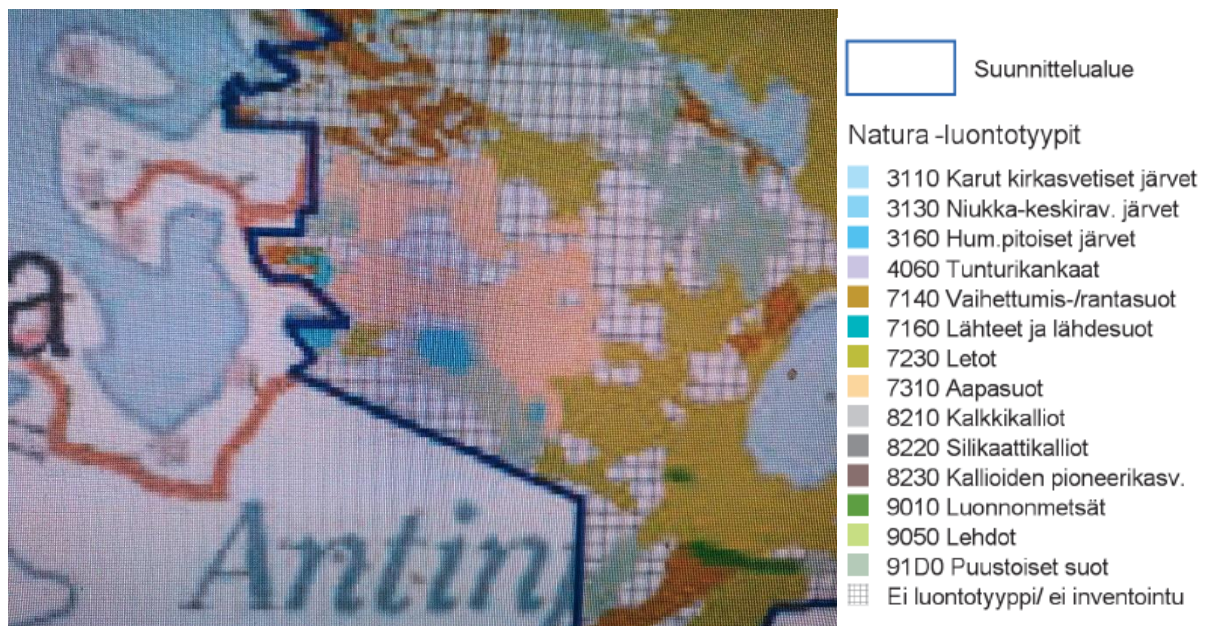 a
Antin
Suunnittelualue
Natura -luontotyypit
3110 Karut kirkasvetiset järvet
3130 Niukka-keskirav. järvet
3160 Hum.pitoiset järvet
4060 Tunturikankaat
7140 Vaihettumis-/rantasuot
7160 Lähteet ja lähdesuot
7230 Letot
7310 Aapasuot
8210 Kalkkikalliot
8220 Silikaattikalliot
8230 Kallioiden pioneerikasv.
9010 Luonnonmetsät
9050 Lehdot
91D0 Puustoiset suot
Ei luontotyyppi/ ei inventointu